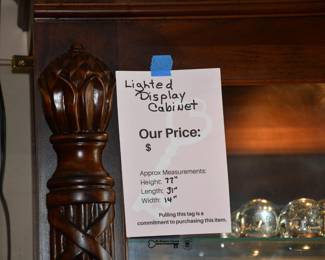 Lighted
Display
Cabinet
Our Price:
$
Approx Measurements:
Height: 77"
Length: 31"
Width: 14"
Pulling this tag is a
commitment to purchasing this item.